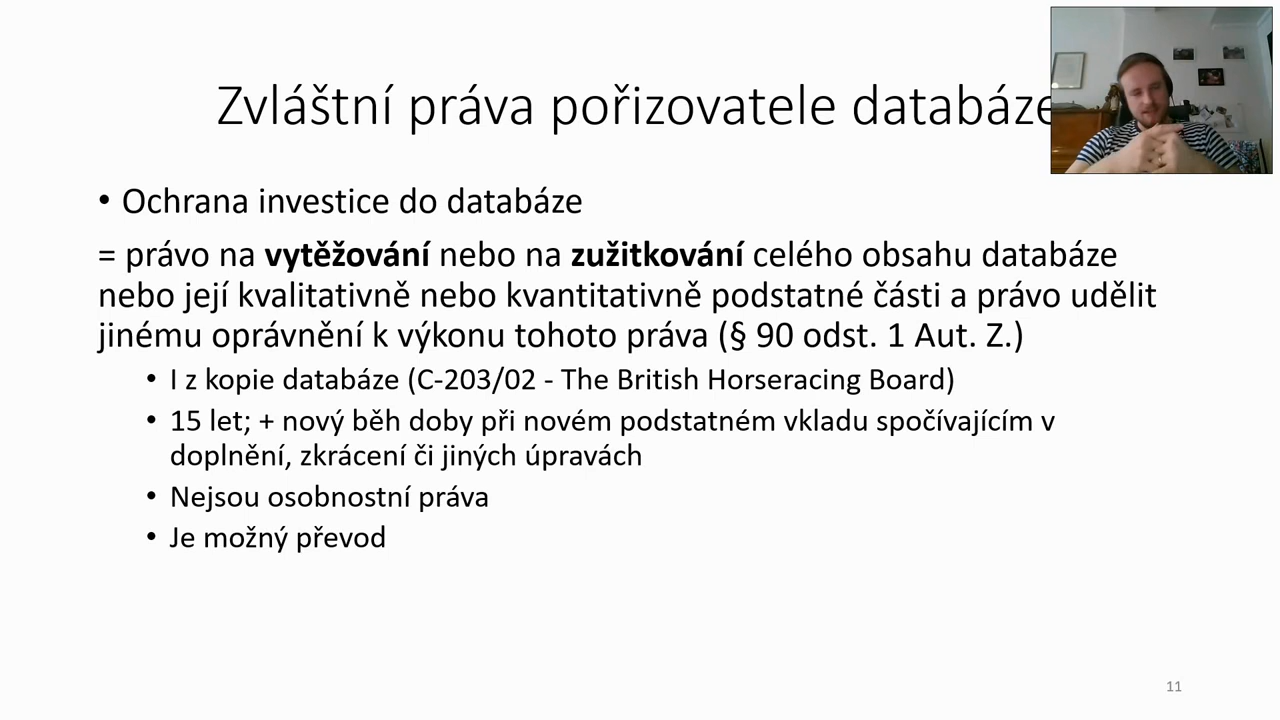 Zvláštní práva pořizovatele databáze
• Ochrana investice do databáze
= právo na vytěžování nebo na zužitkování celého obsahu databáze
nebo její kvalitativně nebo kvantitativně podstatné části a právo udělit
jinému oprávnění k výkonu tohoto práva (§ 90 odst. 1 Aut. Z.)
• I z kopie databáze (C-203/02 - The British Horseracing Board)
• 15 let; + nový běh doby při novém podstatném vkladu spočívajícím v
doplnění, zkrácení či jiných úpravách
• Nejsou osobnostní práva
• Je možný převod
11